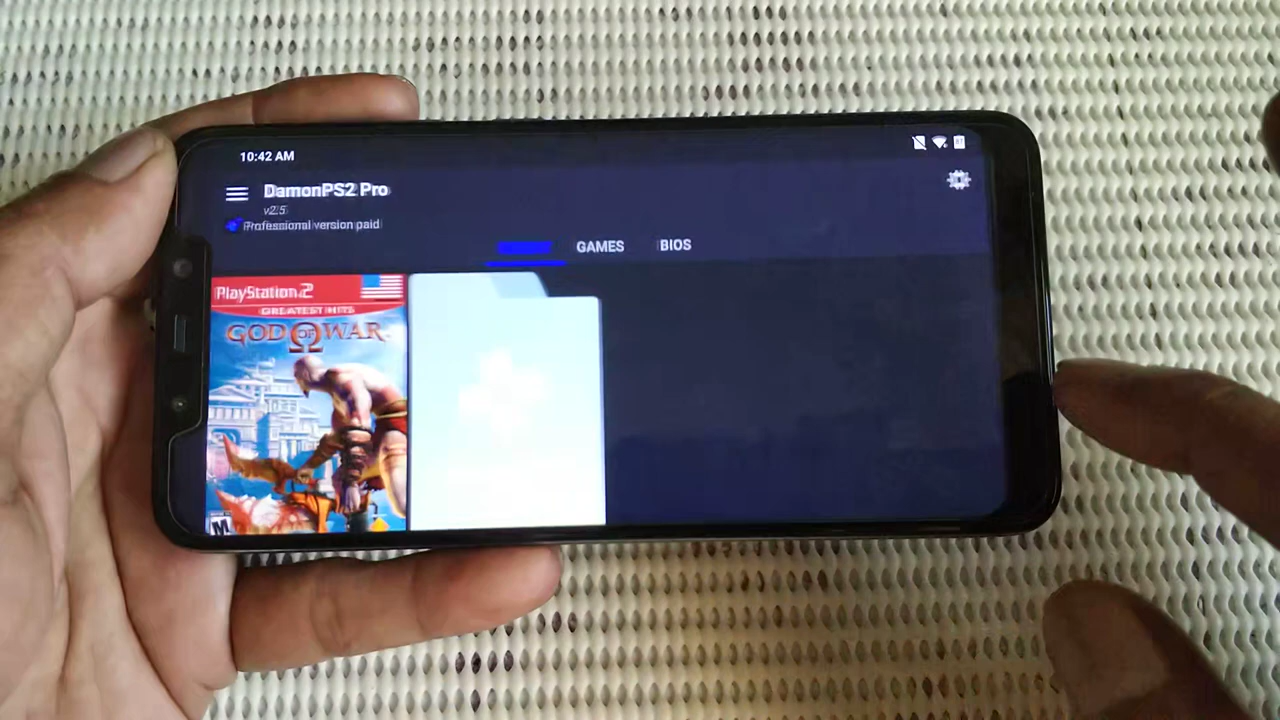 10:42 AM
DamonPS2 Pro
v2.5
Professional version paid
GAMES
BIOS
PlayStation 2
GREATEST HITS
GOD OF WAR
M